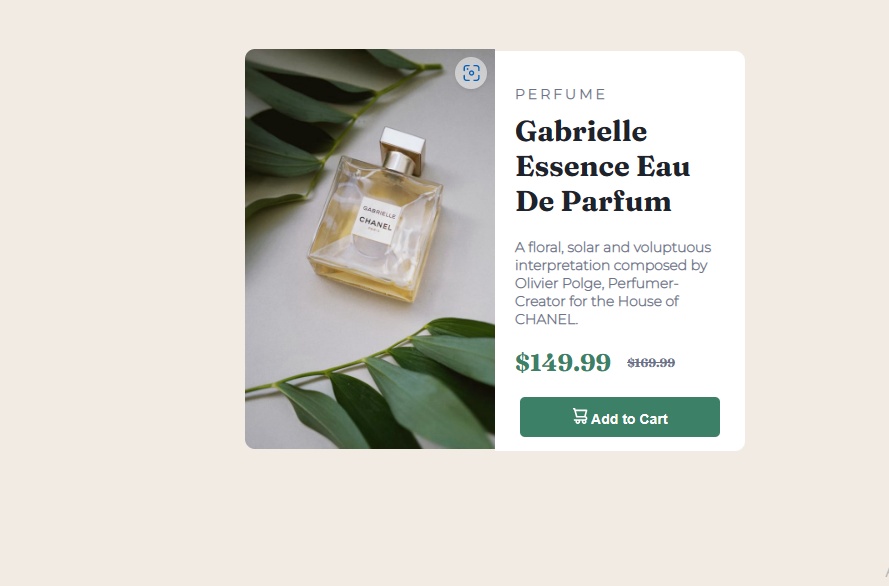 PERFUME
Gabrielle
Essence Eau
De Parfum
A floral, solar and voluptuous
interpretation composed by
Olivier Polge, Perfumer-
Creator for the House of
CHANEL.
$149.99 $169.99
Add to Cart
GABRIELLE
CHANEL
PARIS